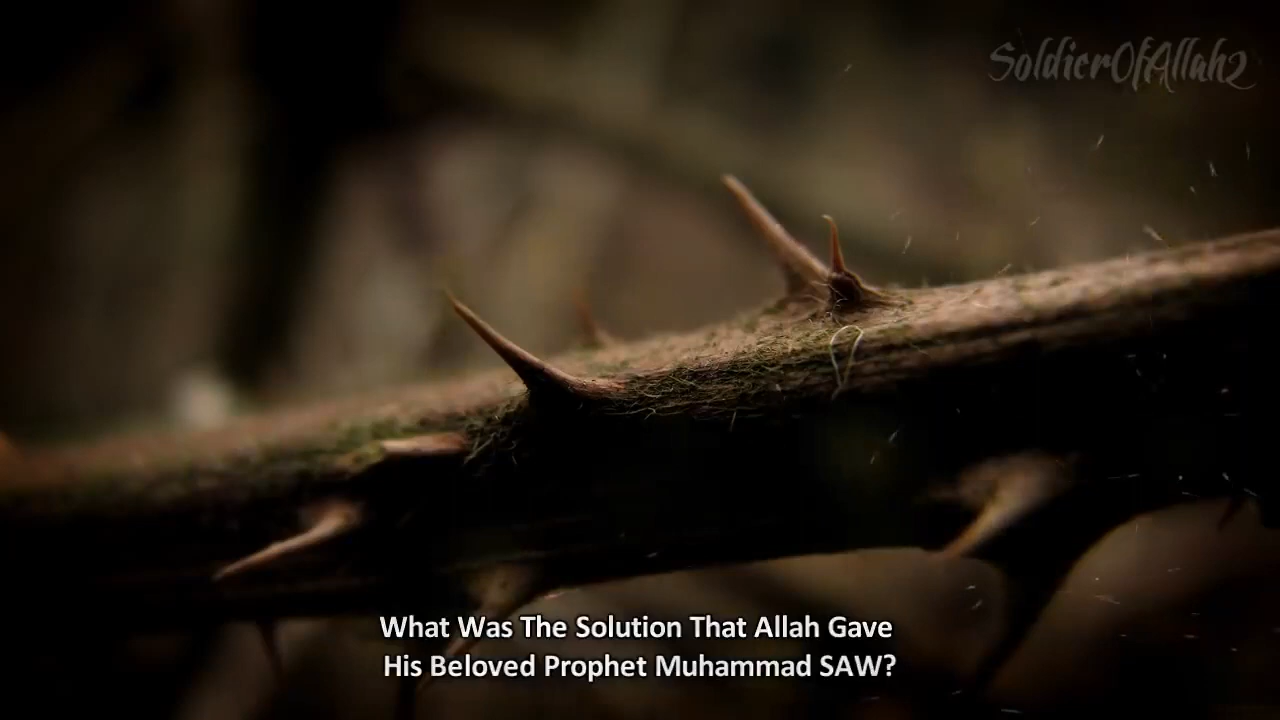 SoldierOfAllah2
What Was The Solution That Allah Gave
His Beloved Prophet Muhammad SAW?